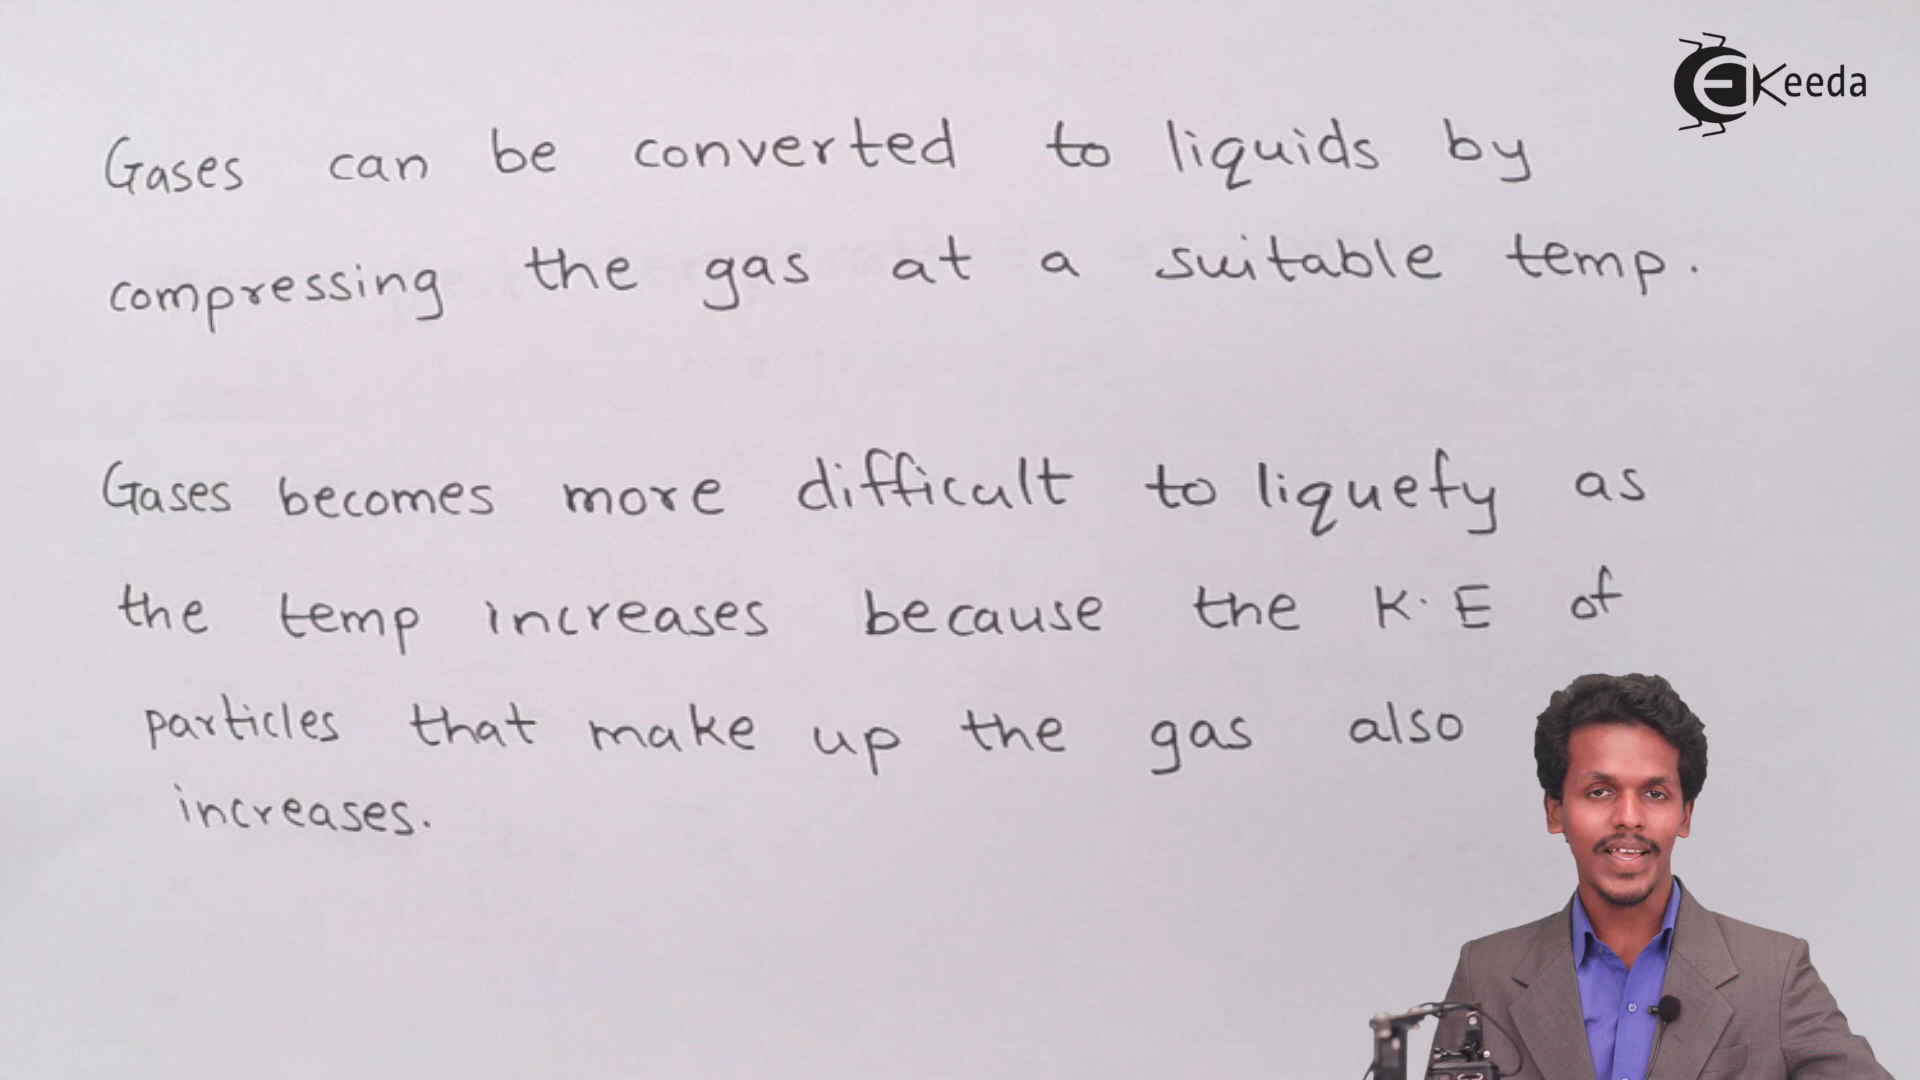 EKeeda
Gases can be converted to liquids by
compressing the gas at a suitable temp.
Gases becomes more difficult to liquefy as
the temp increases because the K.E of
particles that make up the gas also
increases.